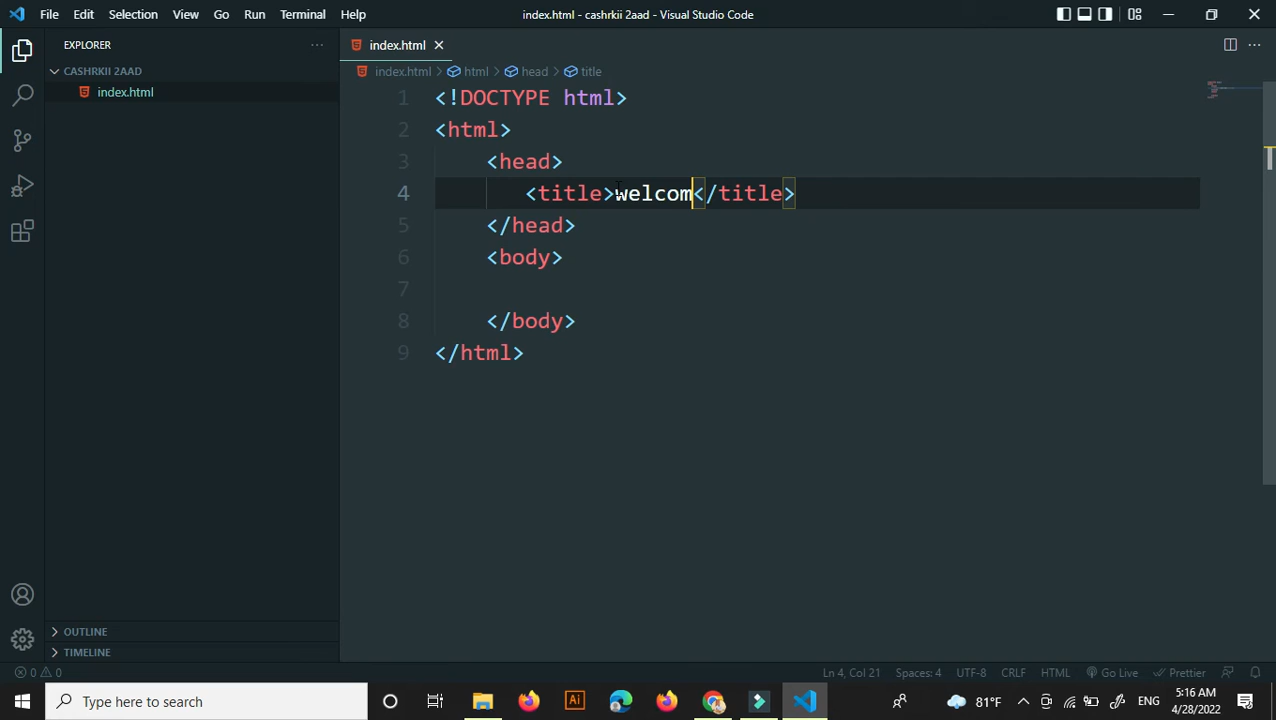 File Edit Selection View Go Run Terminal Help index.html - cashrkii 2aad - Visual Studio Code
EXPLORER
CASHRKII 2AAD
index.html
index.html
index.html > html > head > title
1 <!DOCTYPE html>
2 <html>
3 <head>
4 <title>welcom</title>
5 </head>
6 <body>
7
8 </body>
9 </html>
OUTLINE
TIMELINE
0 0 Ln 4, Col 21 Spaces: 4 UTF-8 CRLF HTML Go Live Prettier
Type here to search
Ai
81°F ENG
5:16 AM
4/28/2022